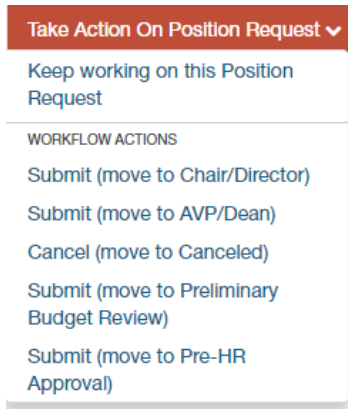 Take Action On Position Request
Keep working on this Position
Request
WORKFLOW ACTIONS
Submit (move to Chair/Director)
Submit (move to AVP/Dean)
Cancel (move to Canceled)
Submit (move to Preliminary
Budget Review)
Submit (move to Pre-HR
Approval)